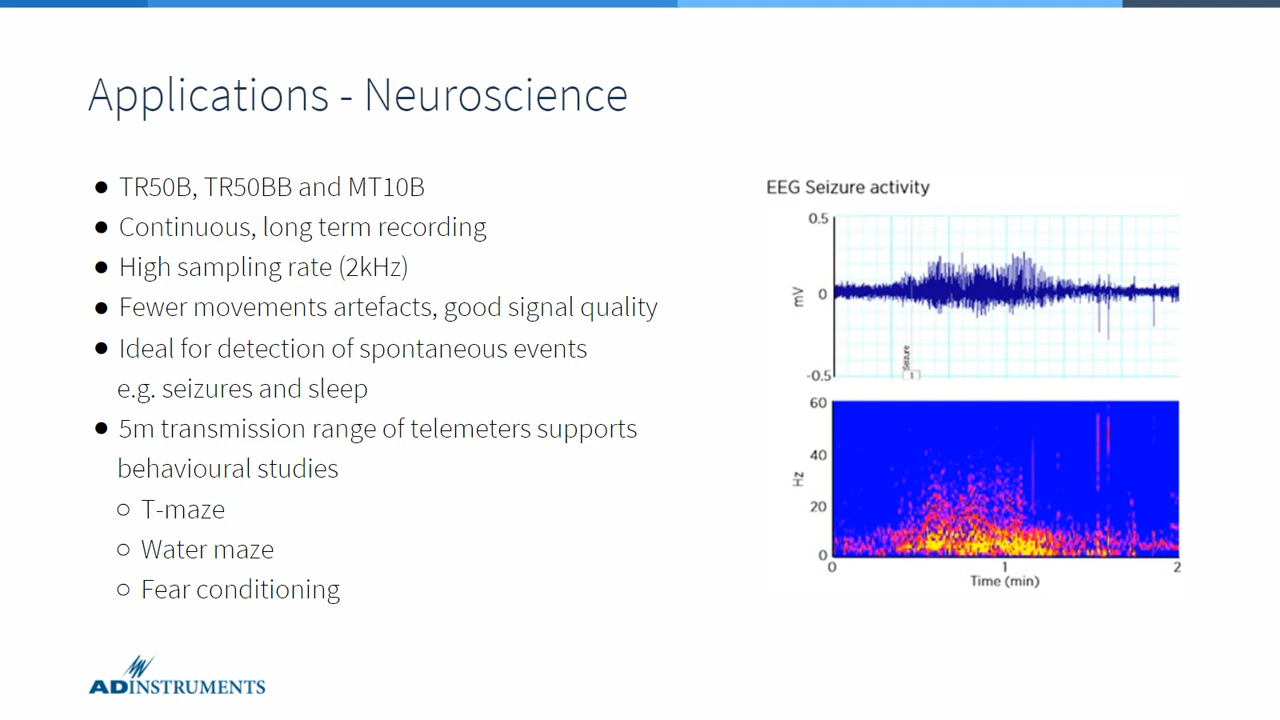 Applications - Neuroscience
● TR50B, TR50BB and MT10B
● Continuous, long term recording
● High sampling rate (2kHz)
● Fewer movements artefacts, good signal quality
● Ideal for detection of spontaneous events
e.g. seizures and sleep
● 5m transmission range of telemeters supports
behavioural studies
○ T-maze
○ Water maze
○ Fear conditioning
EEG Seizure activity
0.5
mV
0
Seizure
1
-0.5
60
40
Hz
20
0
0
1
2
Time (min)
ADINSTRUMENTS